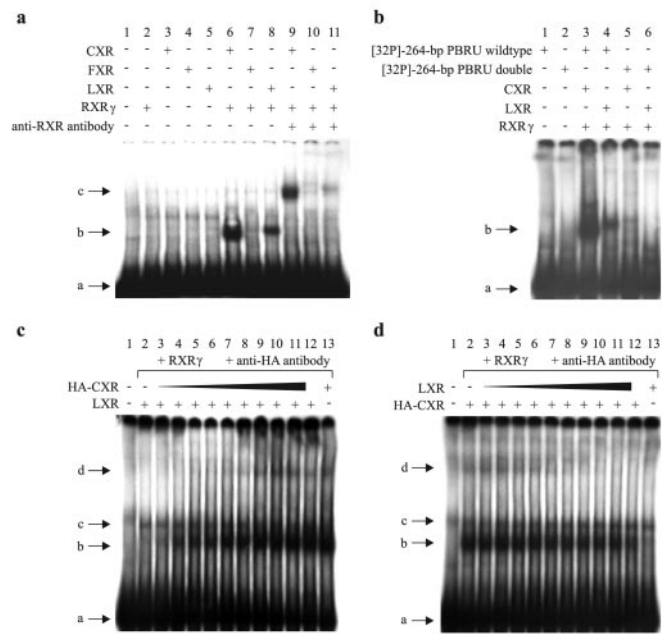 a
1 2 3 4 5 6 7 8 9 10 11
CXR - - + - - + - - + - -
FXR - - - + - - + - - + -
LXR - - - - + - - + - - +
RXRγ - + - - - + + + + + +
anti-RXR antibody - - - - - - - - + + +
c
b
a
b
1 2 3 4 5 6
[32P]-264-bp PBRU wildtype + - + + - -
[32P]-264-bp PBRU double - + - - + +
CXR - - + - + -
LXR - - - + - +
RXRγ - - + + + +
b
a
c
1 2 3 4 5 6 7 8 9 10 11 12 13
+ RXRγ + anti-HA antibody
HA-CXR - - - +
LXR - + + + + + + + + + + + -
d
c
b
a
d
1 2 3 4 5 6 7 8 9 10 11 12 13
+ RXRγ + anti-HA antibody
LXR - - +
HA-CXR - + + + + + + + + + + + -
d
c
b
a